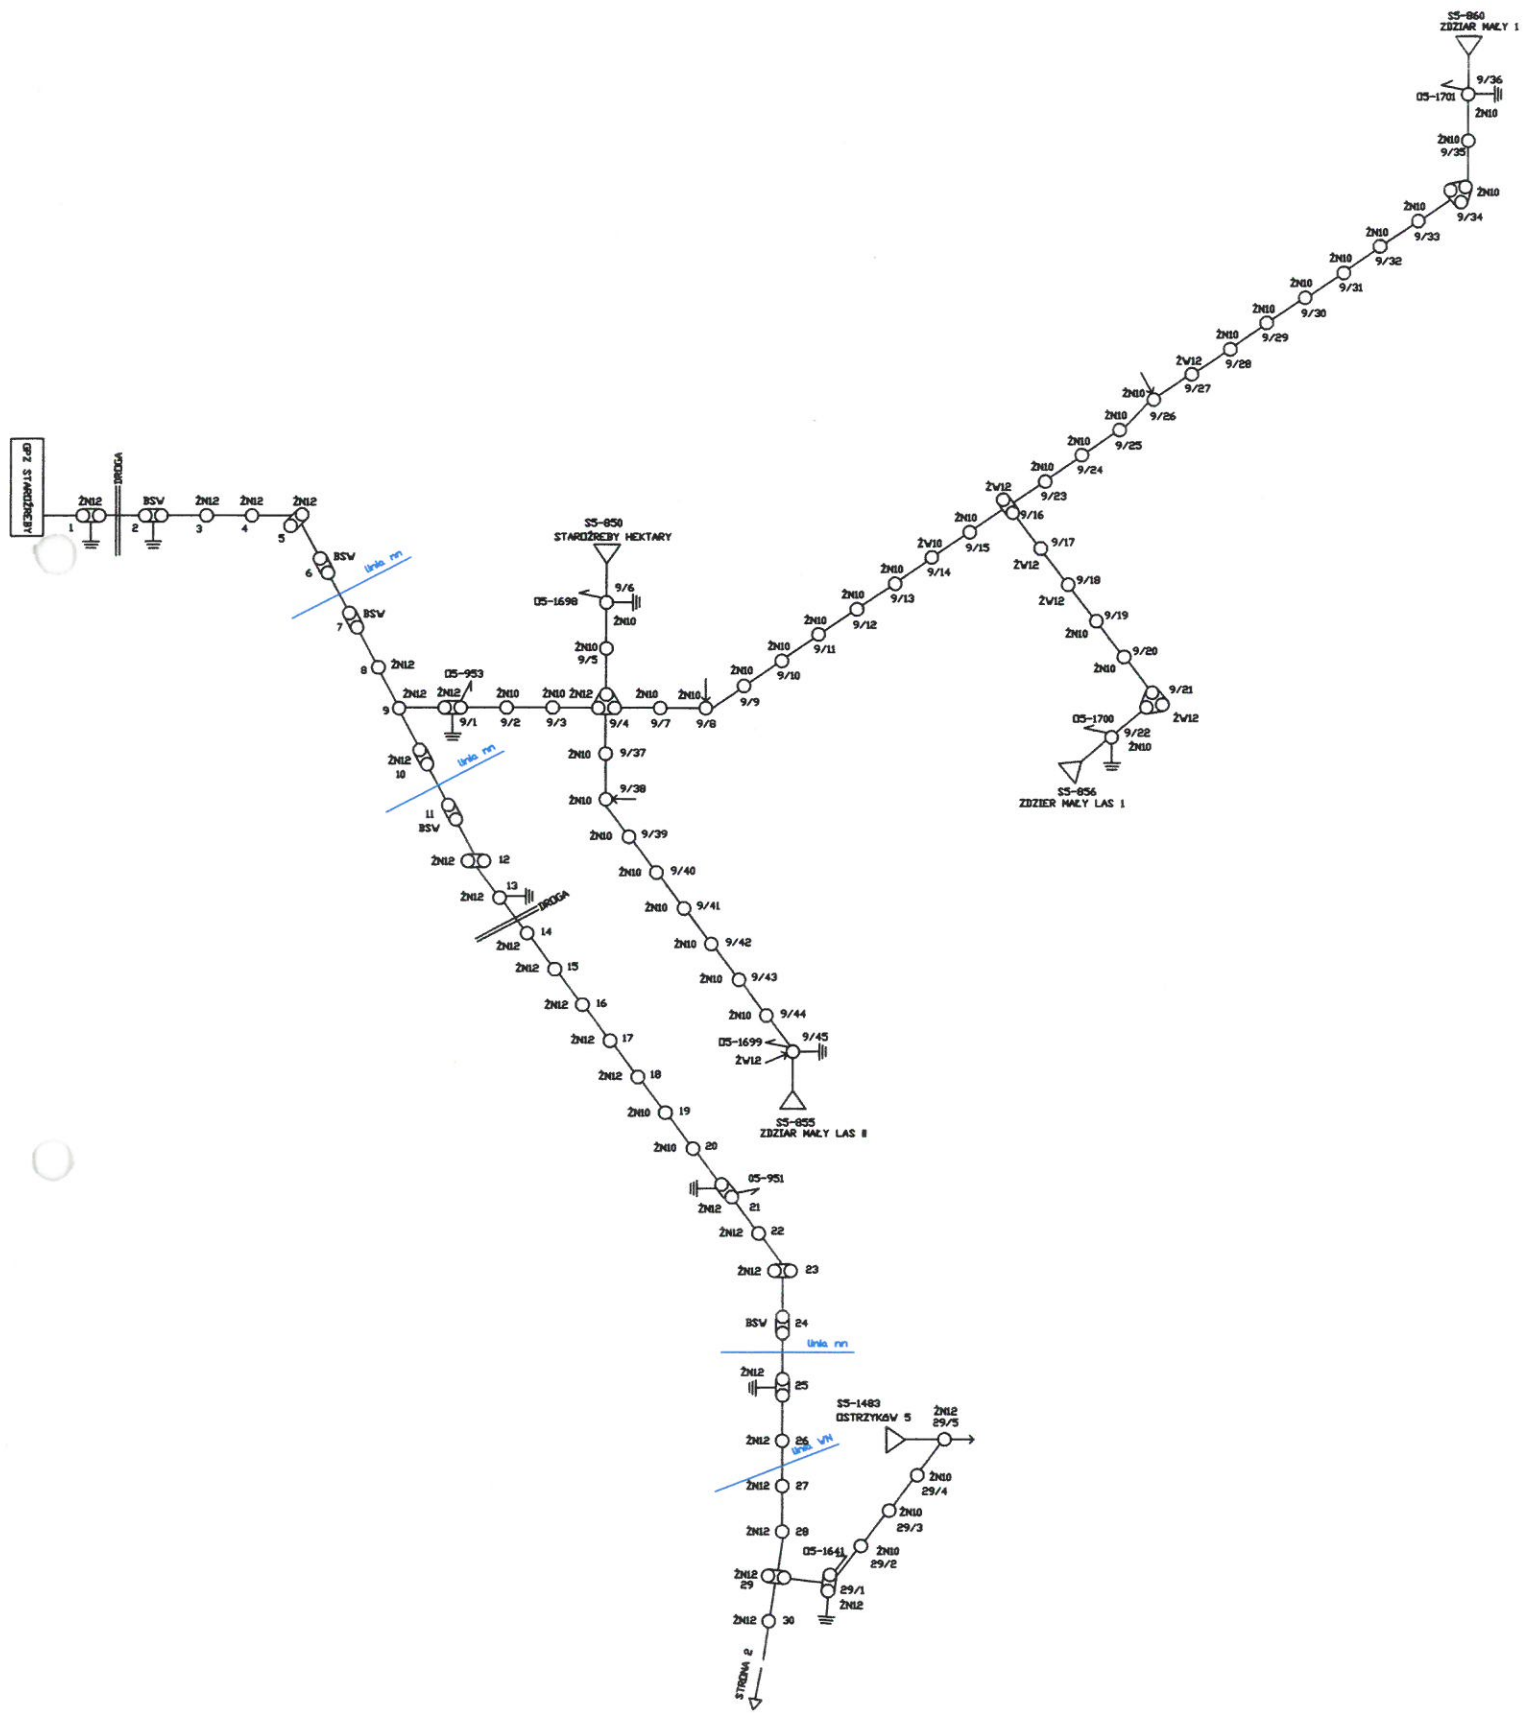 S5-860
ZDZIAR MAŁY 1
9/36
O5-1701
ŻN10
ŻN10
9/35
ŻN10
9/34
ŻN10
9/33
ŻN10
9/32
ŻN10
9/31
ŻN10
9/30
ŻN10
9/29
ŻN10
9/28
ŻW12
9/27
ŻN10
9/26
ŻN10
9/25
ŻN10
9/24
ŻN10
9/23
ŻW12
9/16
ŻN10
9/15
ŻW10
9/14
ŻN10
9/13
ŻN10
9/12
ŻN10
9/11
ŻN10
9/10
ŻN10
9/9
9/17
ŻW12
9/18
ŻW12
9/19
ŻN10
9/20
ŻN10
9/21
ŻW12
O5-1700
9/22
ŻN10
S5-856
ZDZIER MAŁY LAS 1
GPZ STAROŹREBY
ŻN12
1
DROGA
BSW
2
ŻN12
3
ŻN12
4
ŻN12
5
BSW
6
linia nn
BSW
7
8
ŻN12
S5-850
STAROŹREBY HEKTARY
9/6
O5-1698
ŻN10
ŻN10
9/5
ŻN12
9
O5-953
ŻN12
9/1
ŻN10
9/2
ŻN10
9/3
ŻN12
9/4
ŻN10
9/7
ŻN10
9/8
ŻN12
10
linia nn
11
BSW
ŻN12
12
13
ŻN12
DROGA
14
ŻN12
ŻN12
15
ŻN12
16
ŻN12
17
ŻN12
18
ŻN10
19
ŻN10
20
ŻN10
9/37
9/38
ŻN10
ŻN10
9/39
ŻN10
9/40
ŻN10
9/41
ŻN10
9/42
ŻN10
9/43
ŻN10
9/44
9/45
O5-1699
ŻW12
S5-855
ZDZIAR MAŁY LAS II
O5-951
ŻN12
21
ŻN12
22
ŻN12
23
BSW
24
linia nn
ŻN12
25
ŻN12
26
linia WN
ŻN12
27
ŻN12
28
S5-1483
OSTRZYKÓW 5
ŻN12
29/5
ŻN10
29/4
ŻN10
29/3
ŻN10
29/2
O5-1641
29/1
ŻN12
ŻN12
29
ŻN12
30
STRONA 2